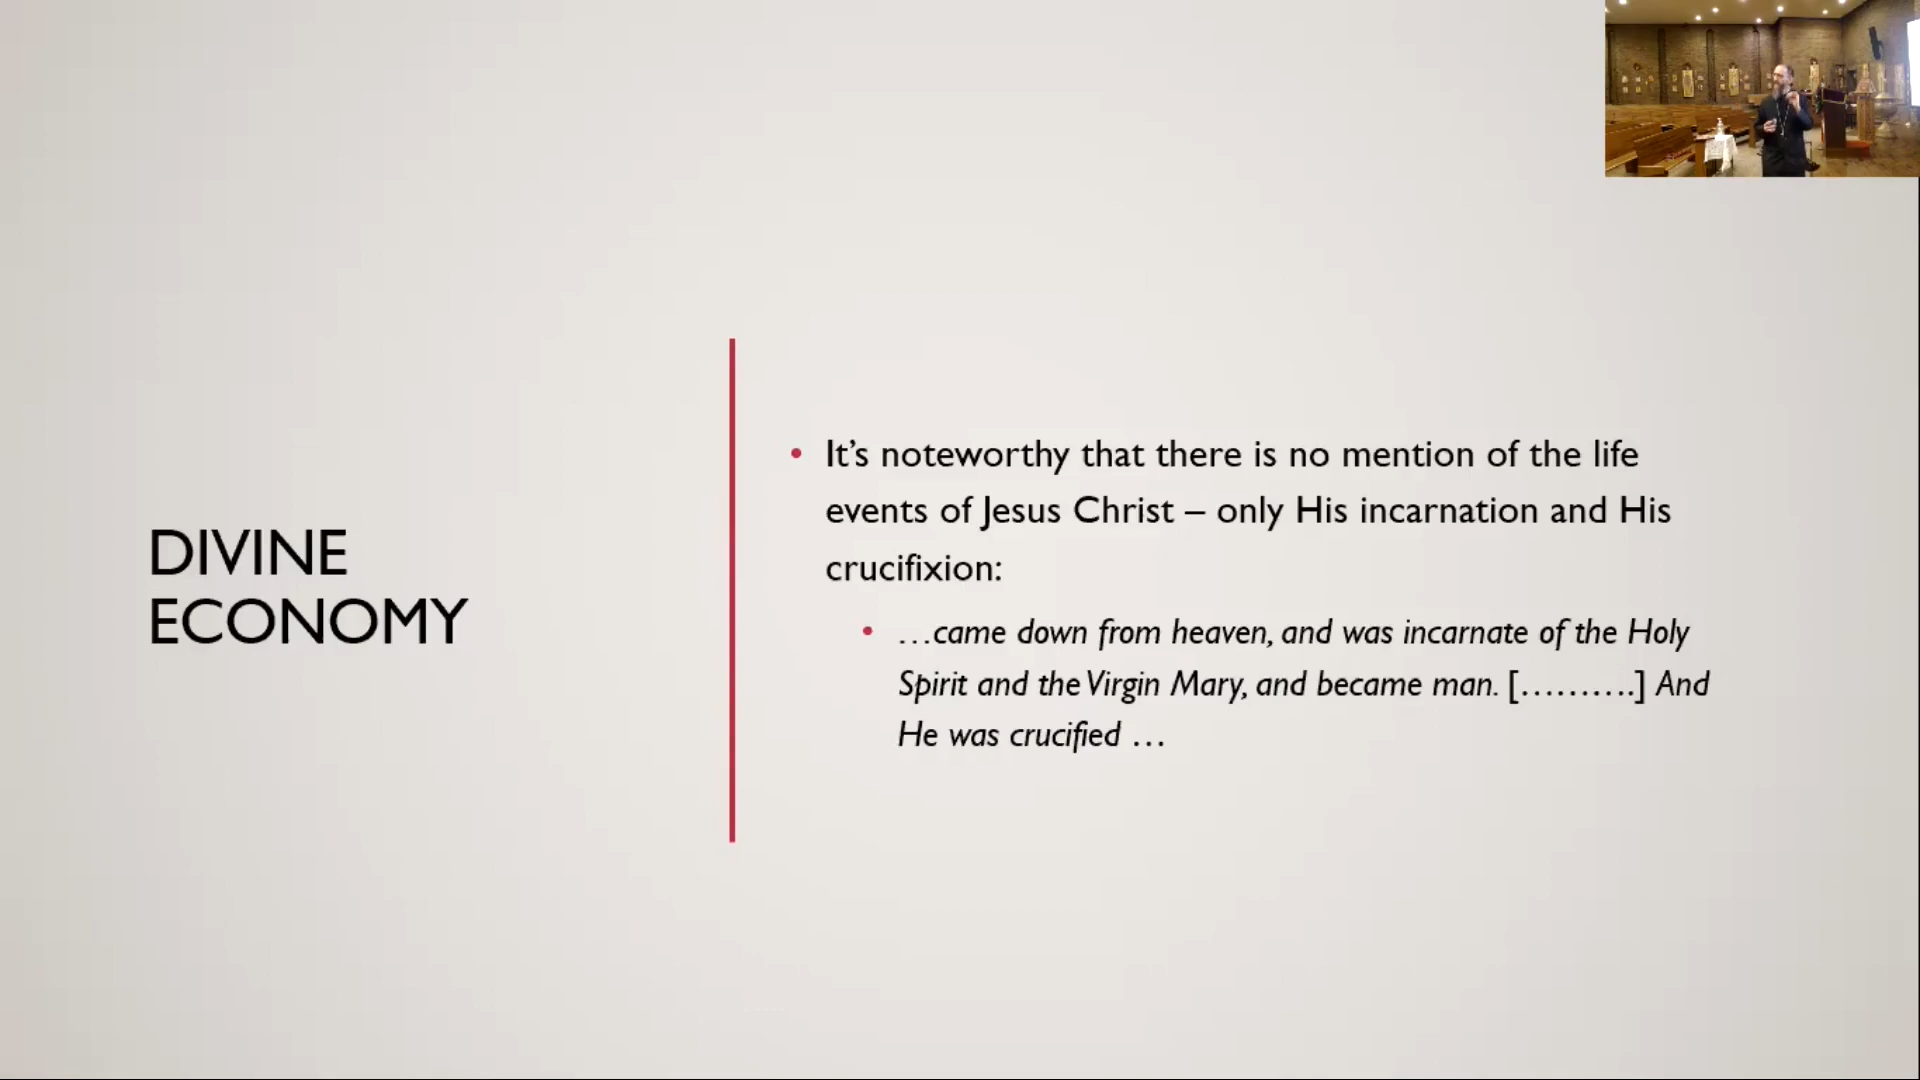 DIVINE
ECONOMY
• It’s noteworthy that there is no mention of the life
events of Jesus Christ – only His incarnation and His
crucifixion:
• …came down from heaven, and was incarnate of the Holy
Spirit and the Virgin Mary, and became man. [……….] And
He was crucified …